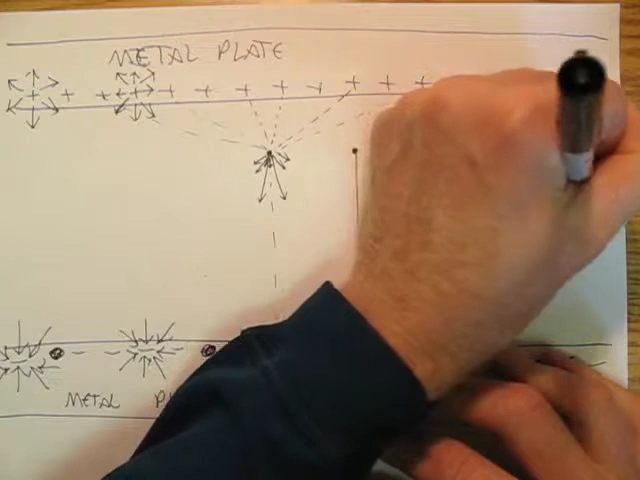 METAL PLATE
+ + + + + + + + + + + +
METAL